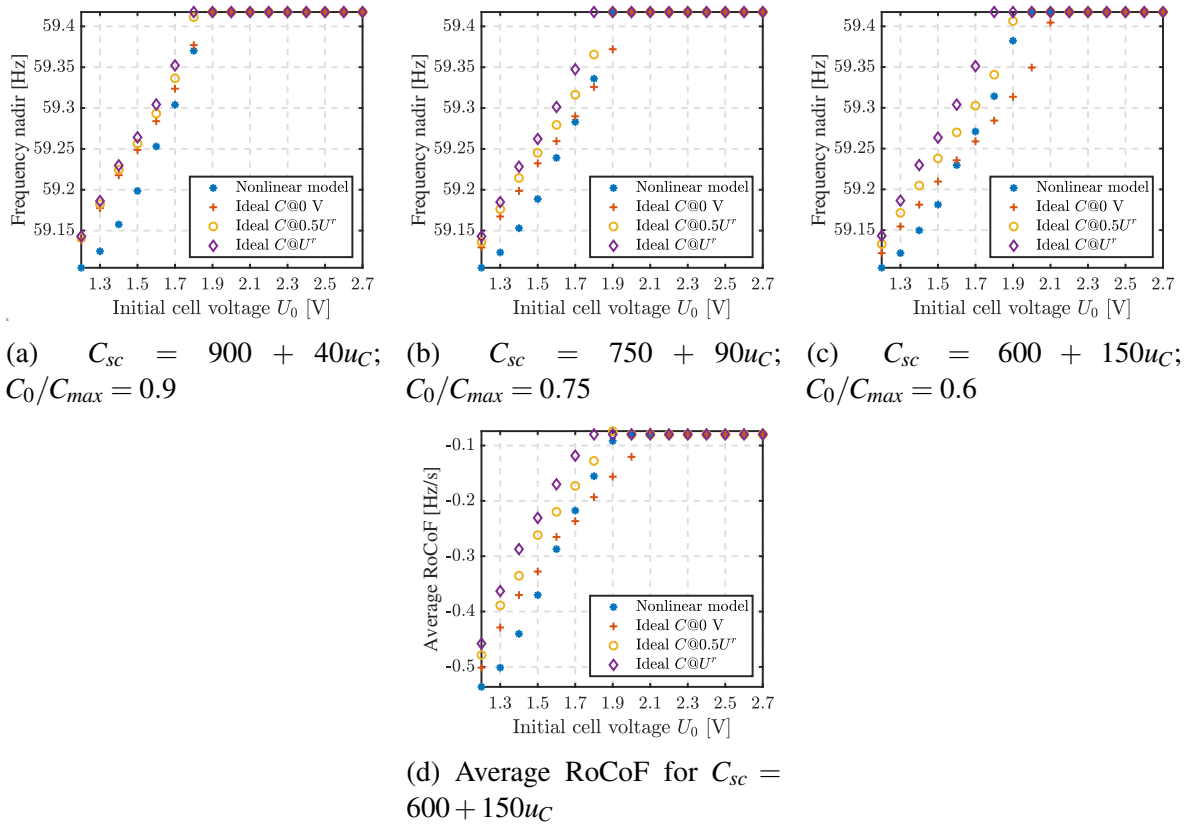 59.4
59.35
59.3
59.25
59.2
59.15
Frequency nadir [Hz]
Nonlinear model
Ideal C@0 V
Ideal C@0.5U^r
Ideal C@U^r
1.3 1.5 1.7 1.9 2.1 2.3 2.5 2.7
Initial cell voltage U_0 [V]
(a) C_sc = 900 + 40u_C;
C_0/C_max = 0.9
59.4
59.35
59.3
59.25
59.2
59.15
Frequency nadir [Hz]
Nonlinear model
Ideal C@0 V
Ideal C@0.5U^r
Ideal C@U^r
1.3 1.5 1.7 1.9 2.1 2.3 2.5 2.7
Initial cell voltage U_0 [V]
(b) C_sc = 750 + 90u_C;
C_0/C_max = 0.75
59.4
59.35
59.3
59.25
59.2
59.15
Frequency nadir [Hz]
Nonlinear model
Ideal C@0 V
Ideal C@0.5U^r
Ideal C@U^r
1.3 1.5 1.7 1.9 2.1 2.3 2.5 2.7
Initial cell voltage U_0 [V]
(c) C_sc = 600 + 150u_C;
C_0/C_max = 0.6
-0.1
-0.2
-0.3
-0.4
-0.5
Average RoCoF [Hz/s]
Nonlinear model
Ideal C@0 V
Ideal C@0.5U^r
Ideal C@U^r
1.3 1.5 1.7 1.9 2.1 2.3 2.5 2.7
Initial cell voltage U_0 [V]
(d) Average RoCoF for C_sc =
600 + 150u_C